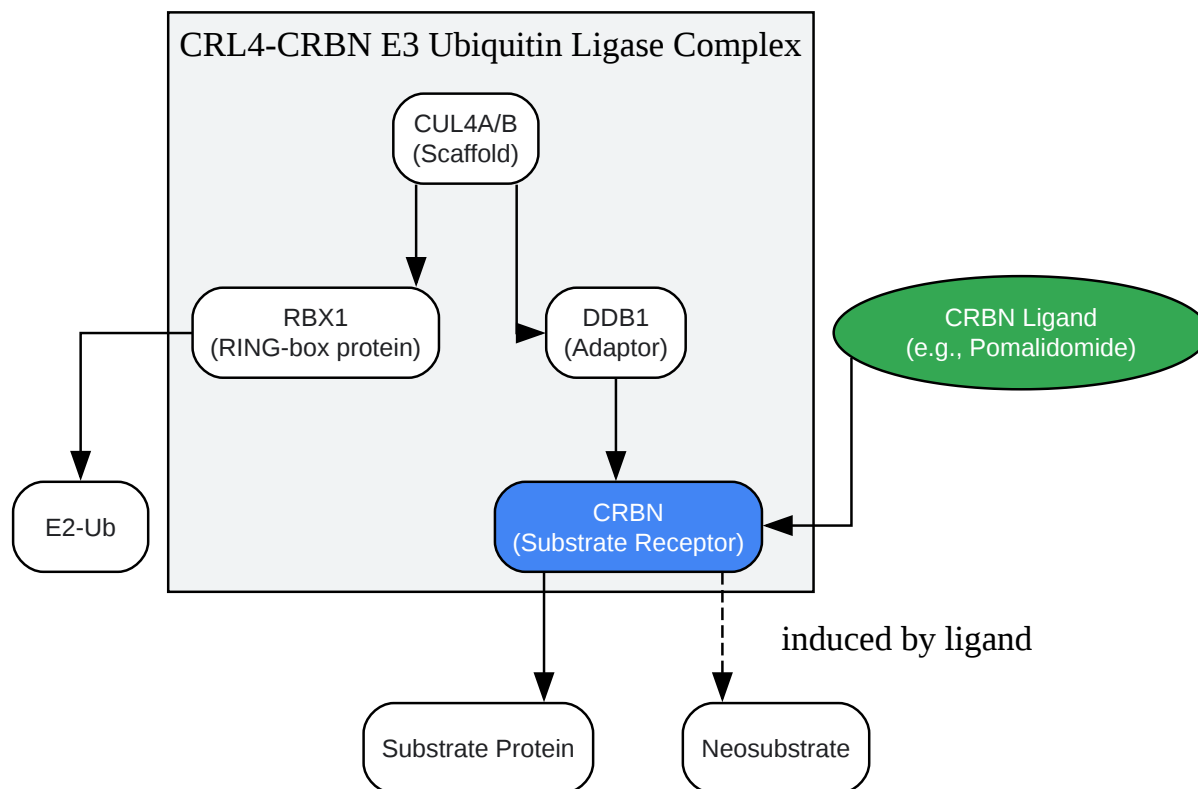 CRL4-CRBN E3 Ubiquitin Ligase Complex
CUL4A/B
(Scaffold)
RBX1
(RING-box protein)
DDB1
(Adaptor)
CRBN Ligand
(e.g., Pomalidomide)
E2-Ub
CRBN
(Substrate Receptor)
induced by ligand
Substrate Protein
Neosubstrate